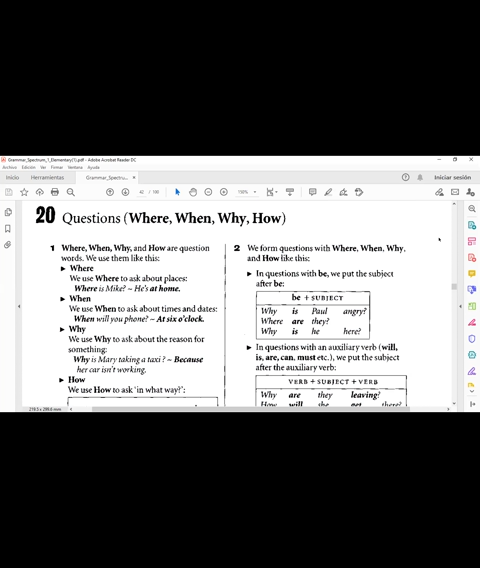 Grammar_Spectrum_1_Elementary(1).pdf - Adobe Acrobat Reader DC
Archivo Edición Ver Firmar Ventana Ayuda
Inicio Herramientas Grammar_Spectrum_... × Iniciar sesión
42 / 130 150%
20 Questions (Where, When, Why, How)
1 Where, When, Why, and How are question
words. We use them like this:
► Where
We use Where to ask about places:
Where is Mike? ~ He's at home.
► When
We use When to ask about times and dates:
When will you phone? ~ At six o'clock.
► Why
We use Why to ask about the reason for
something:
Why is Mary taking a taxi? ~ Because
her car isn't working.
► How
We use How to ask 'in what way?':
2 We form questions with Where, When, Why,
and How like this:
► In questions with be, we put the subject
after be:
be + SUBJECT
Why is Paul angry?
Where are they?
Why is he here?
► In questions with an auxiliary verb (will,
is, are, can, must etc.), we put the subject
after the auxiliary verb:
VERB + SUBJECT + VERB
Why are they leaving?
How will she get there?